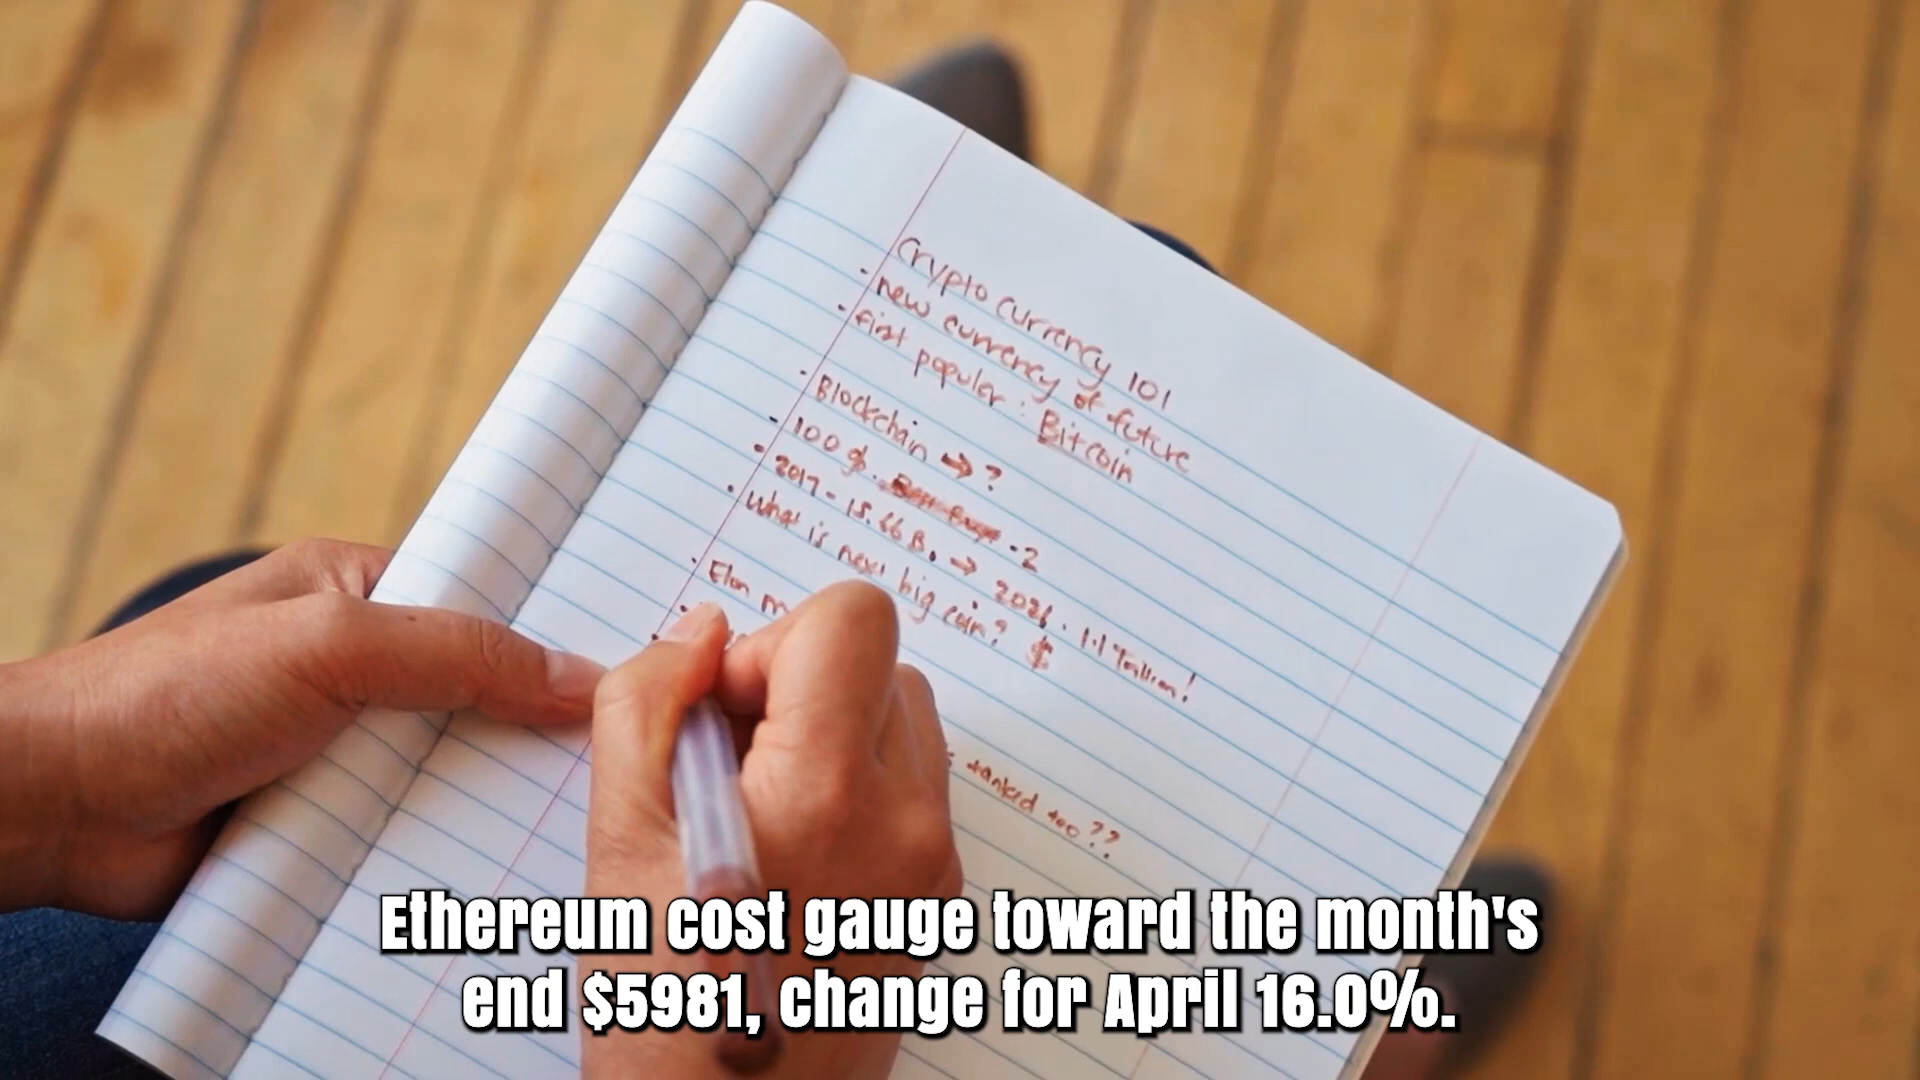 Crypto currency 101
- new currency of future
- first popular : Bitcoin
- Blockchain → ?
- 100 $. -2
- 2017 - 15.66 B. → 2021. 1.1 Trillion!
- What is next big coin? $
- Elon
tanked too ??
Ethereum cost gauge toward the month's
end $5981, change for April 16.0%.